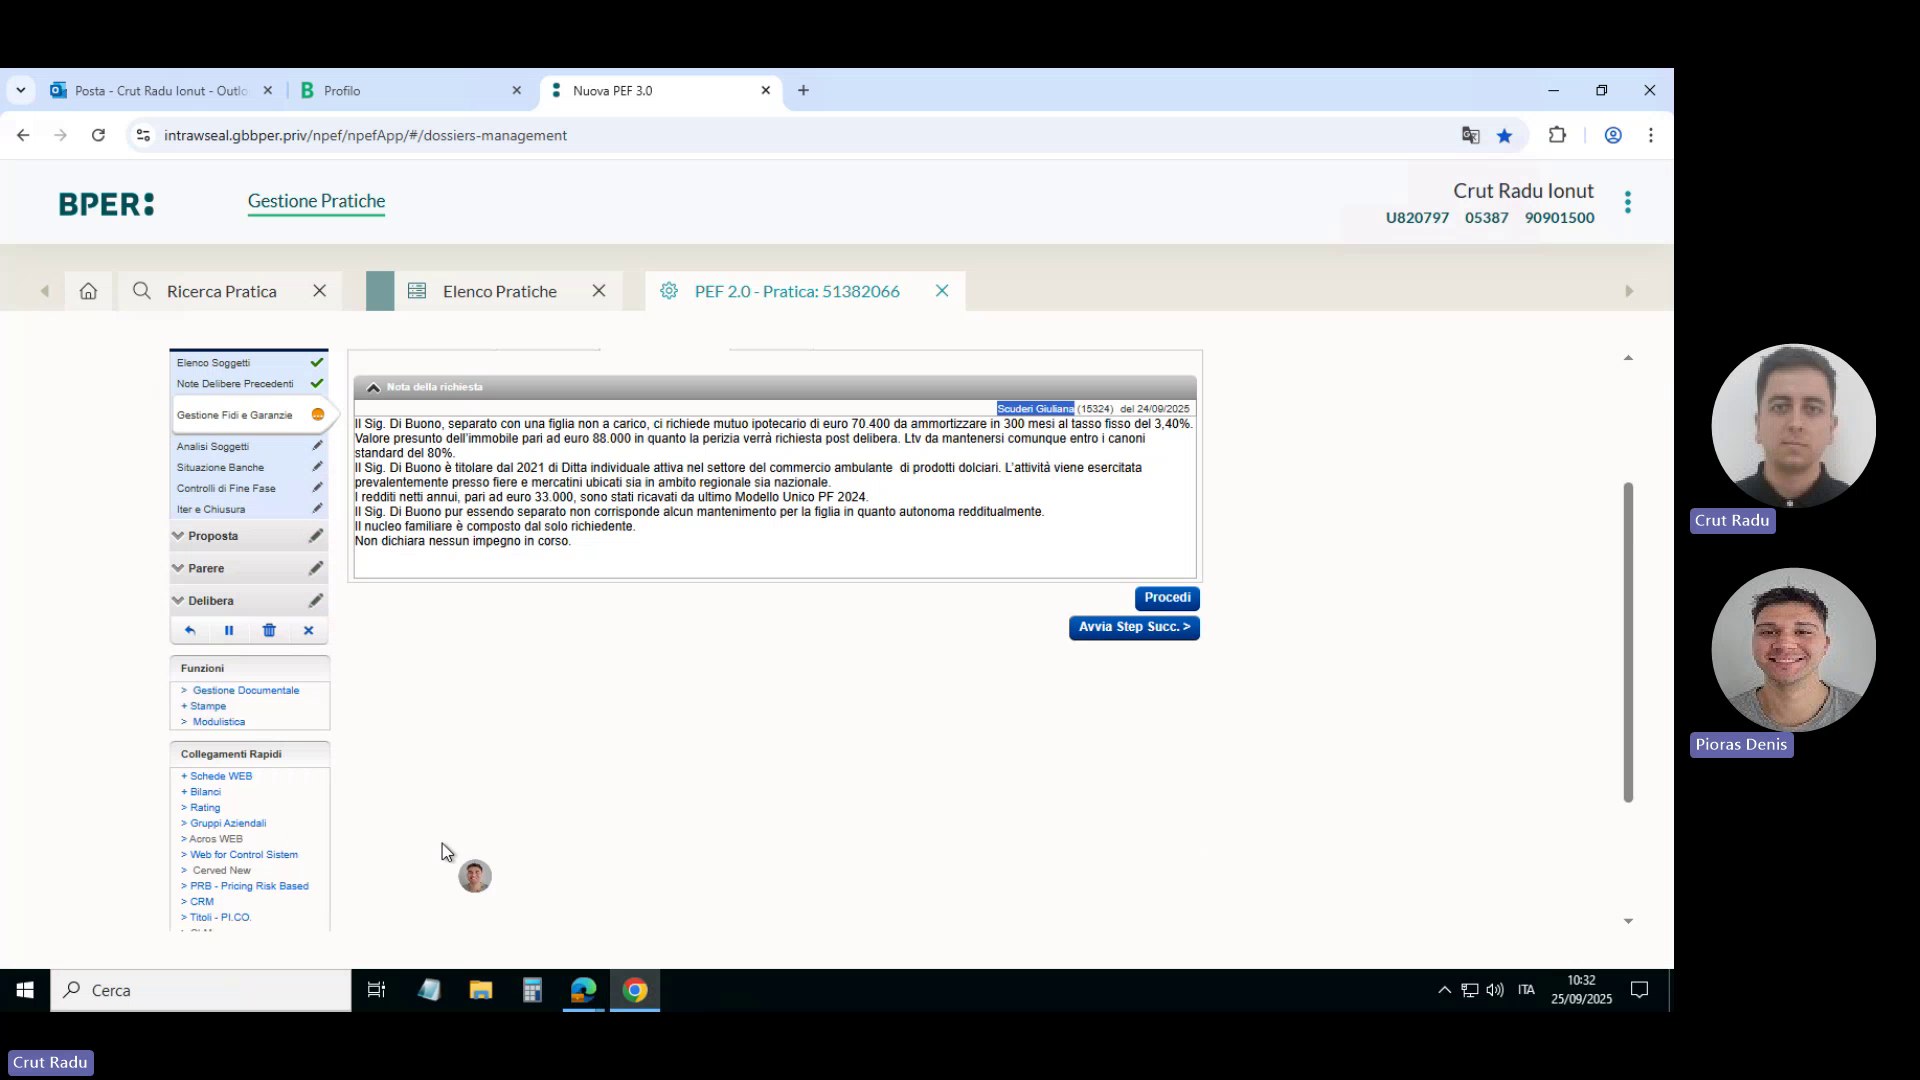 Posta - Crut Radu Ionut - Outlo
Profilo
Nuova PEF 3.0
intrawseal.gbbper.priv/npef/npefApp/#/dossiers-management
BPER:
Gestione Pratiche
Crut Radu Ionut
U820797 05387 90901500
Ricerca Pratica
Elenco Pratiche
PEF 2.0 - Pratica: 51382066
Elenco Soggetti
Note Delibere Precedenti
Gestione Fidi e Garanzie
Analisi Soggetti
Situazione Banche
Controlli di Fine Fase
Iter e Chiusura
Proposta
Parere
Delibera
Funzioni
> Gestione Documentale
+ Stampe
> Modulistica
Collegamenti Rapidi
+ Schede WEB
+ Bilanci
> Rating
> Gruppi Aziendali
> Acros WEB
> Web for Control Sistem
> Cerved New
> PRB - Pricing Risk Based
> CRM
> Titoli - PI.CO.
Nota della richiesta
Scuderi Giuliana (15324) del 24/09/2025
Il Sig. Di Buono, separato con una figlia non a carico, ci richiede mutuo ipotecario di euro 70.400 da ammortizzare in 300 mesi al tasso fisso del 3,40%.
Valore presunto dell'immobile pari ad euro 88.000 in quanto la perizia verrà richiesta post delibera. Ltv da mantenersi comunque entro i canoni
standard del 80%.
Il Sig. Di Buono è titolare dal 2021 di Ditta individuale attiva nel settore del commercio ambulante di prodotti dolciari. L'attività viene esercitata
prevalentemente presso fiere e mercatini ubicati sia in ambito regionale sia nazionale.
I redditi netti annui, pari ad euro 33.000, sono stati ricavati da ultimo Modello Unico PF 2024.
Il Sig. Di Buono pur essendo separato non corrisponde alcun mantenimento per la figlia in quanto autonoma redditualmente.
Il nucleo familiare è composto dal solo richiedente.
Non dichiara nessun impegno in corso.
Procedi
Avvia Step Succ. >
Crut Radu
Pioras Denis
Cerca
ITA
10:32
25/09/2025
Crut Radu